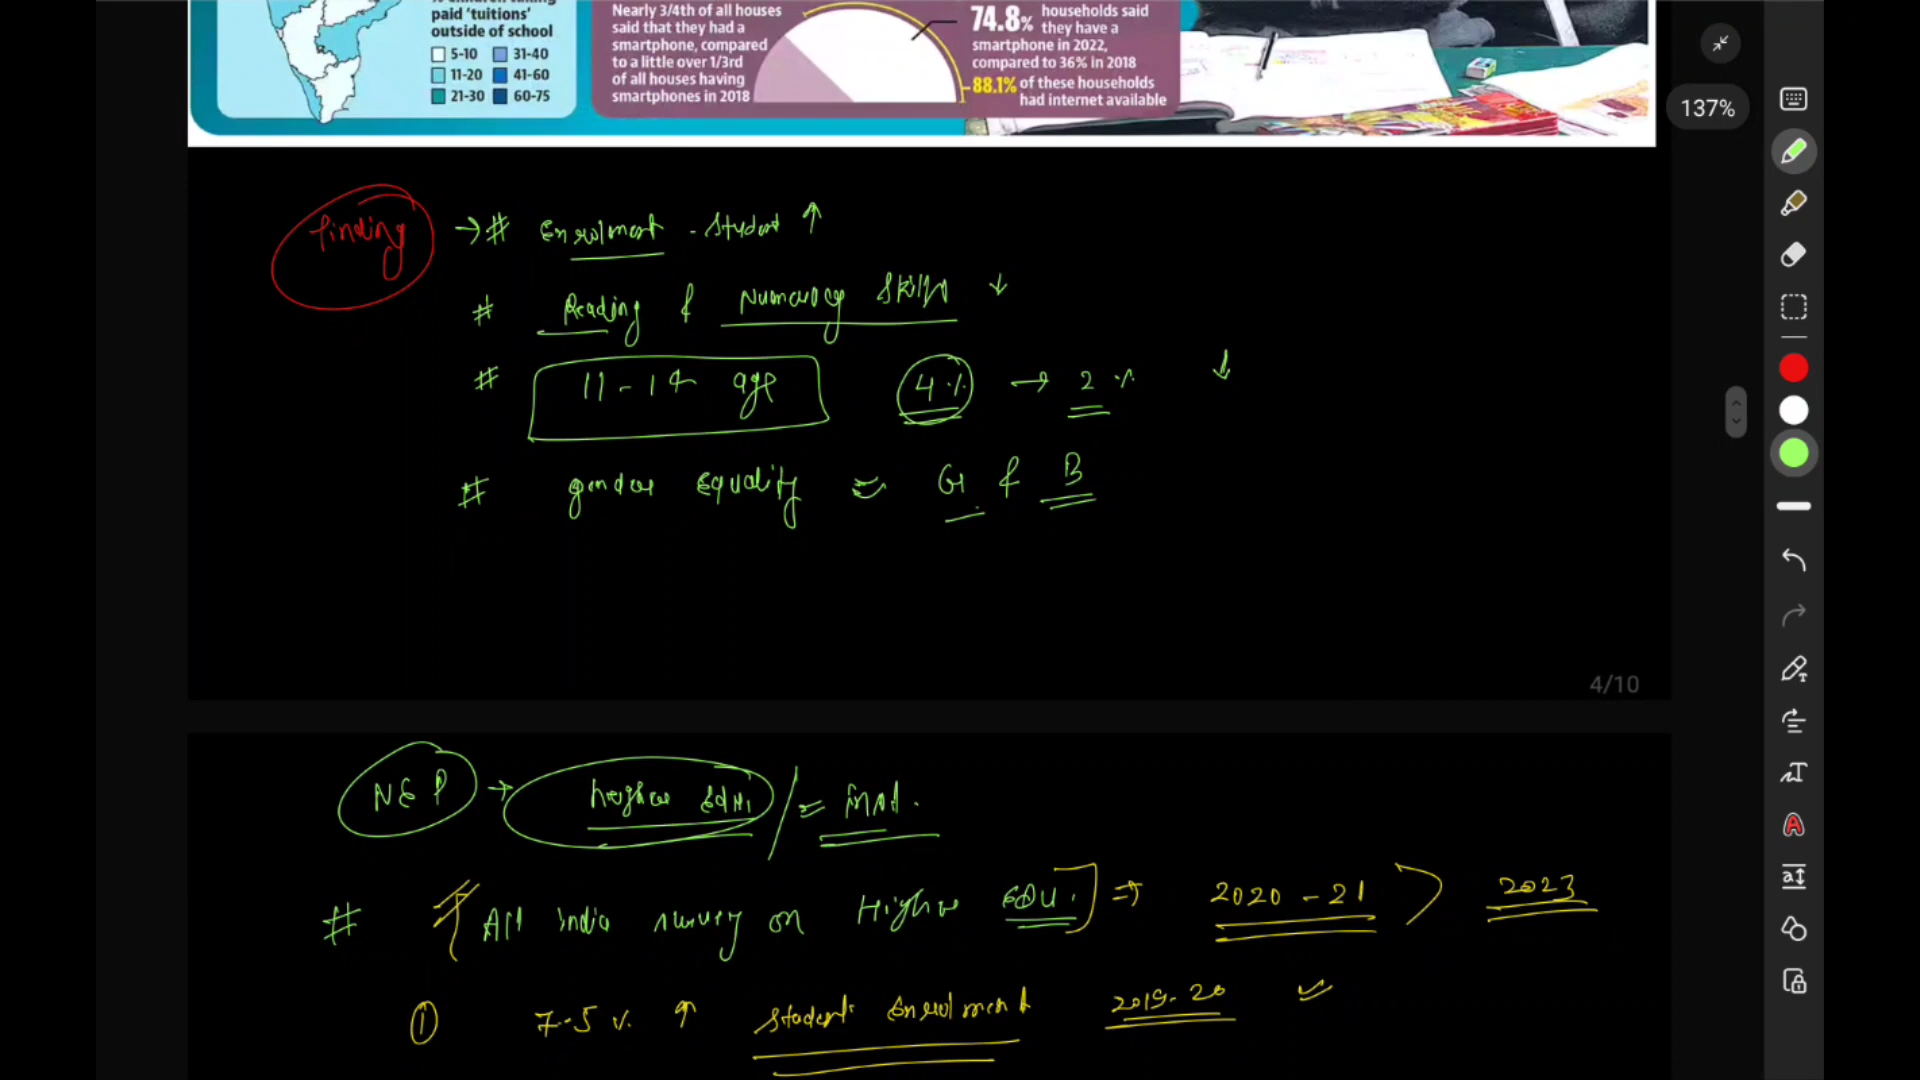 paid 'tuitions'
outside of school
5-10 31-40
11-20 41-60
21-30 60-75
Nearly 3/4th of all houses
said that they had a
smartphone, compared
to a little over 1/3rd
of all houses having
smartphones in 2018
74.8% households said
they have a
smartphone in 2022,
compared to 36% in 2018
88.1% of these households
had internet available
137%
finding → # Enrolment - Student ↑
# Reading & Numeracy Skills ↓
# 11-14 age 4% → 2% ↓
# gender equality = G & B
4/10
NEP → higher Edu /
# All India survey on Higher EDU. ⇒ 2020-21 2023
① 7.5 % ↑ Student Enrolment 2019-20